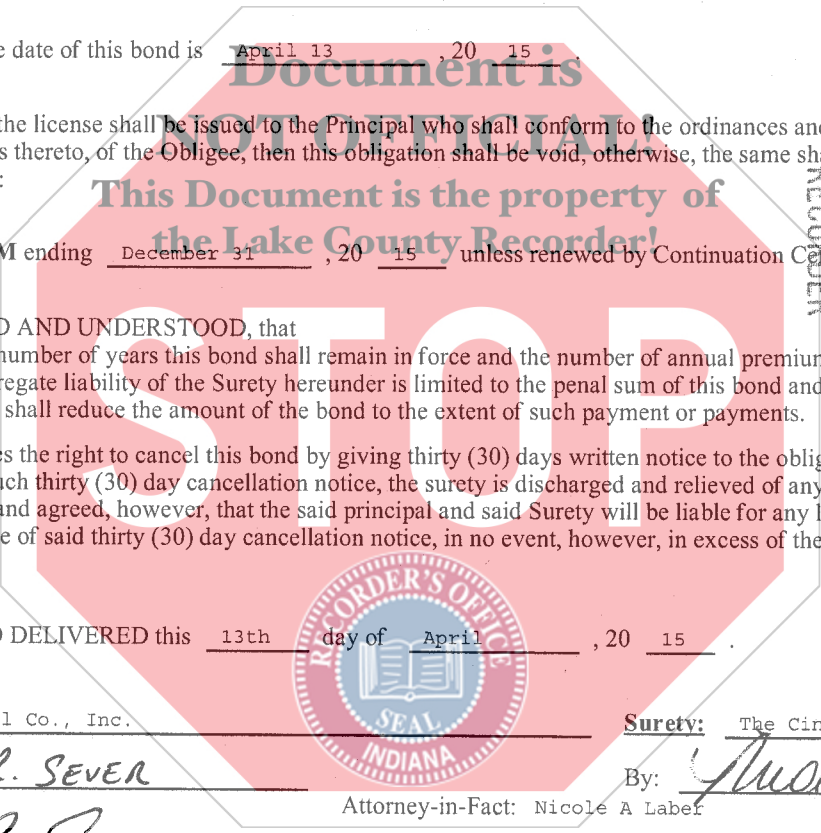 e date of this bond is April 13 , 20 15 .
Document is
the license shall be issued to the Principal who shall conform to the ordinances and
NOT OFFICIAL!
s thereto, of the Obligee, then this obligation shall be void, otherwise, the same sha
:
This Document is the property of
RECORDER
the Lake County Recorder!
M ending December 31 , 20 15 unless renewed by Continuation Ce
STOP
D AND UNDERSTOOD, that
number of years this bond shall remain in force and the number of annual premium
regate liability of the Surety hereunder is limited to the penal sum of this bond and
shall reduce the amount of the bond to the extent of such payment or payments.
es the right to cancel this bond by giving thirty (30) days written notice to the oblig
uch thirty (30) day cancellation notice, the surety is discharged and relieved of any
and agreed, however, that the said principal and said Surety will be liable for any l
e of said thirty (30) day cancellation notice, in no event, however, in excess of the
RECORDER'S OFFICE
D DELIVERED this 13th day of April , 20 15 .
SEAL
INDIANA
l Co., Inc.
Surety: The Cin
R. SEVER
By:
Attorney-in-Fact: Nicole A Laber